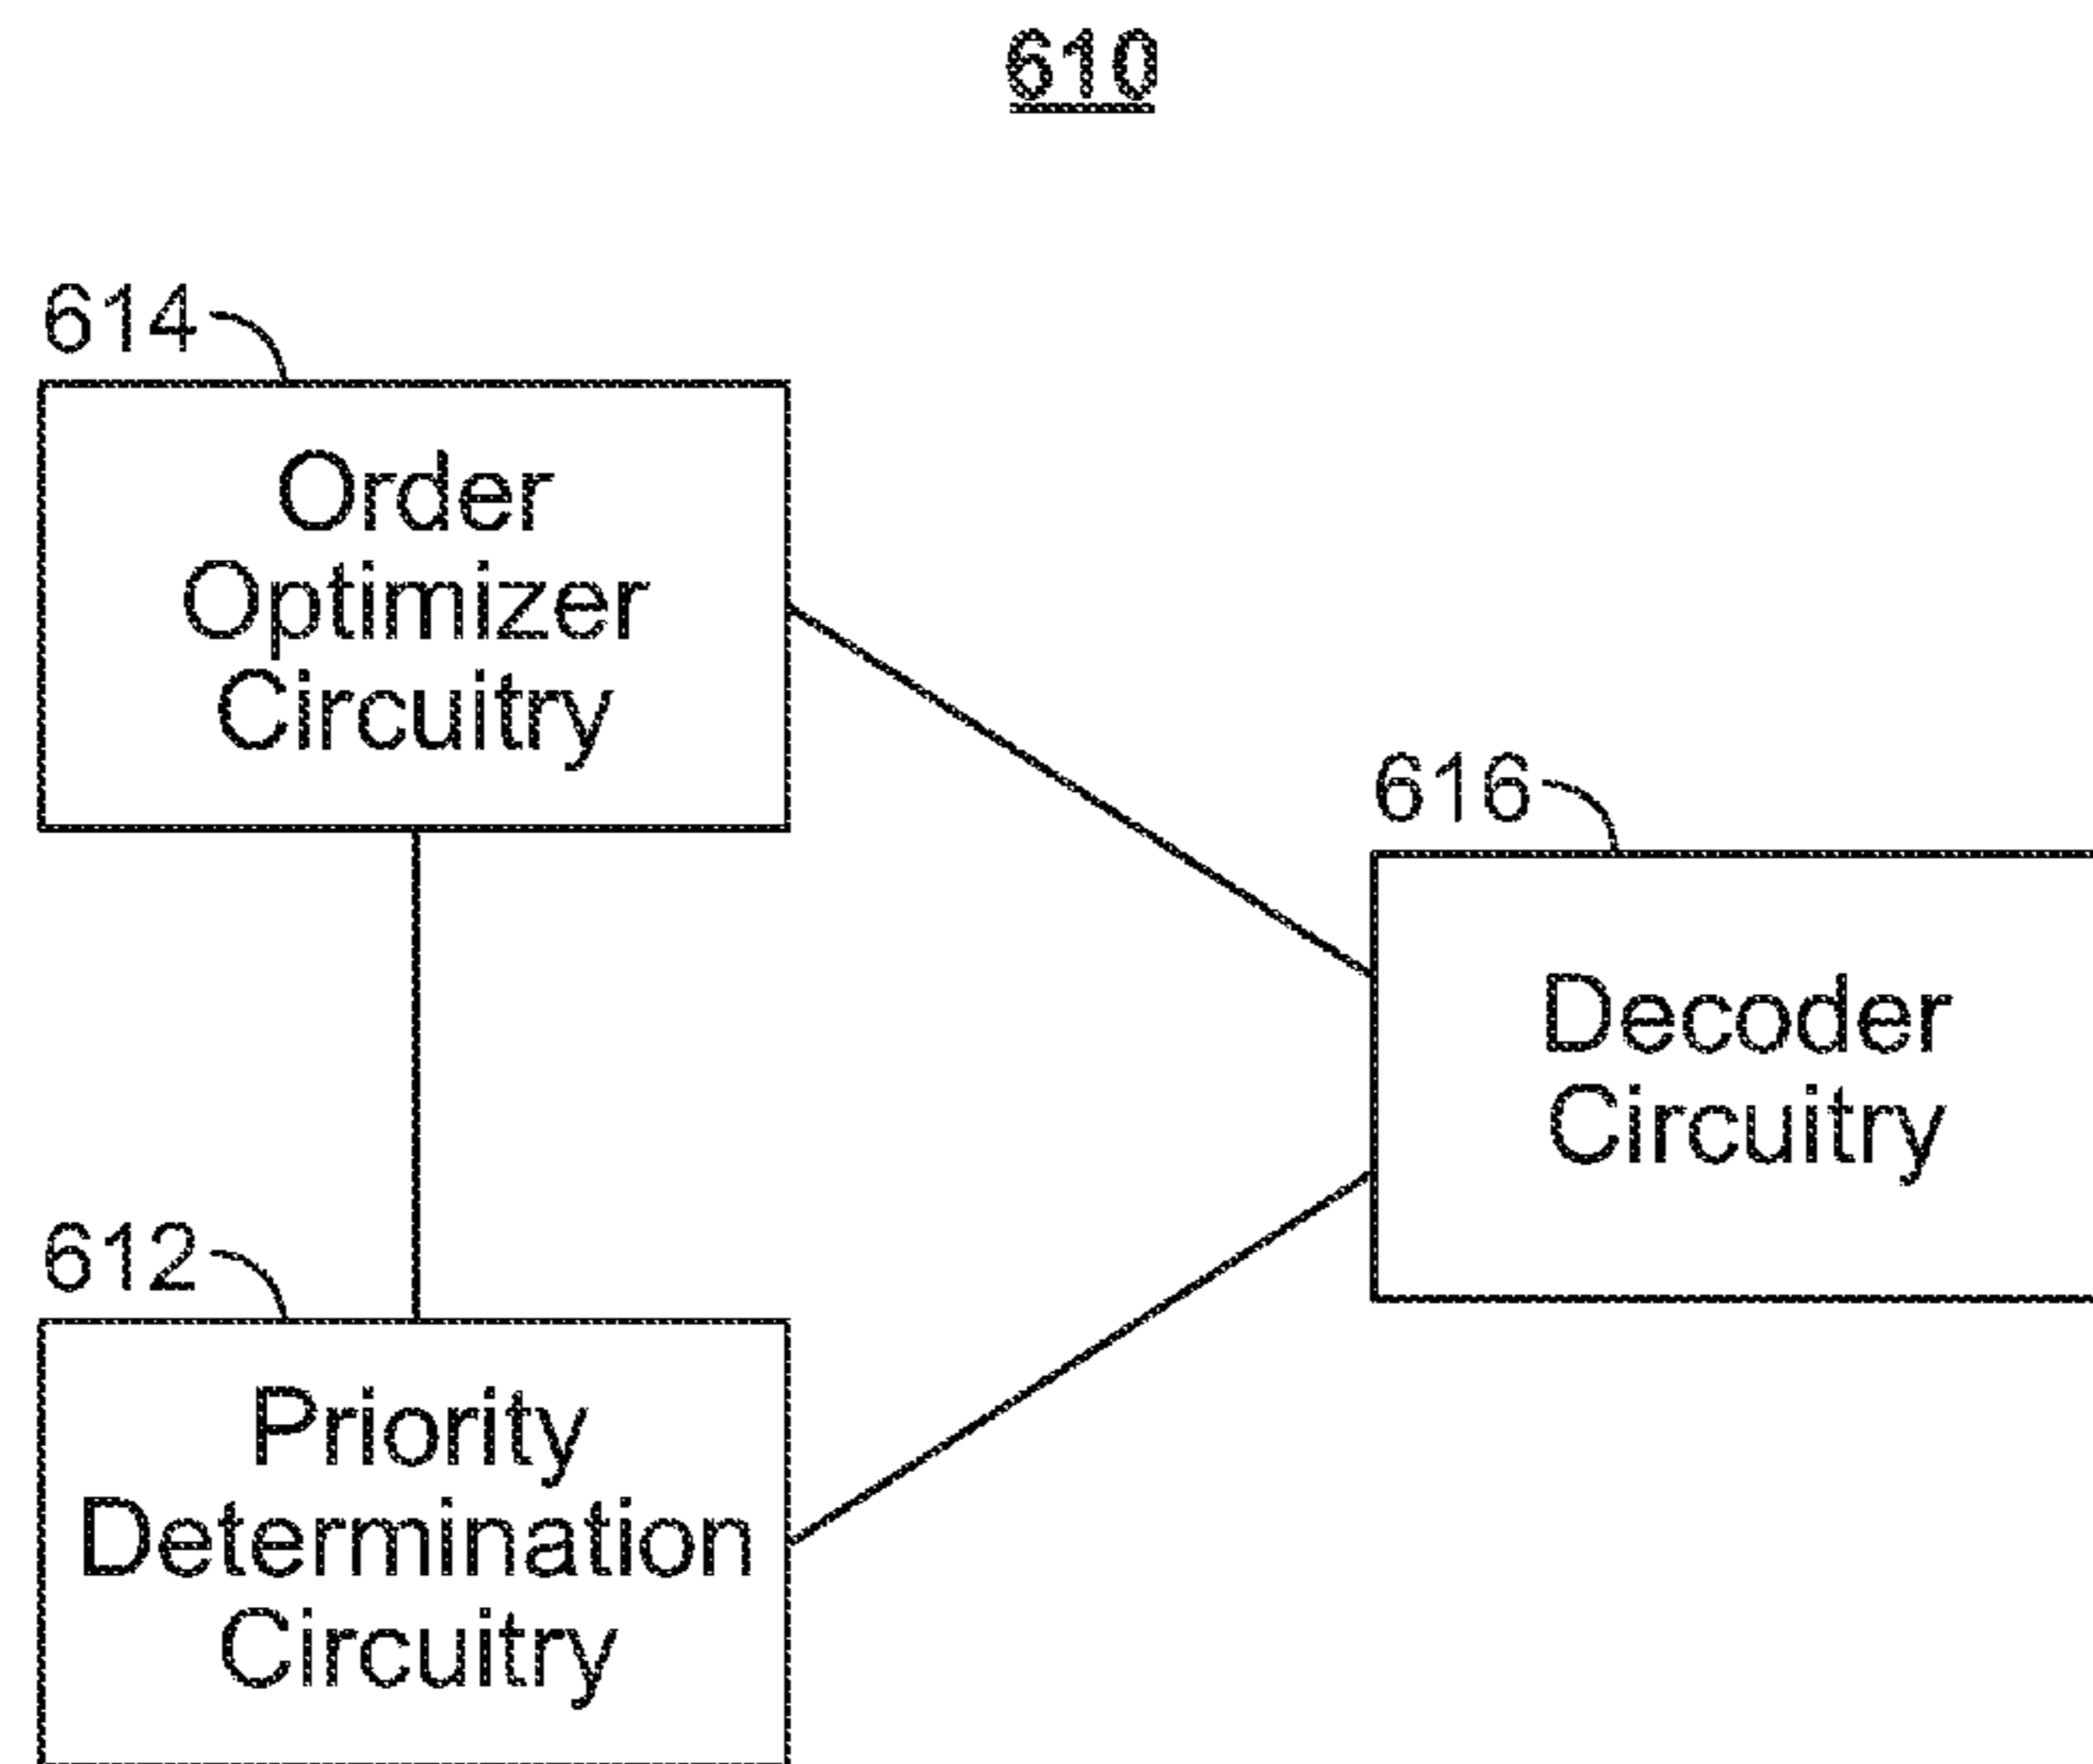 610
614
Order
Optimizer
Circuitry
616
Decoder
Circuitry
612
Priority
Determination
Circuitry